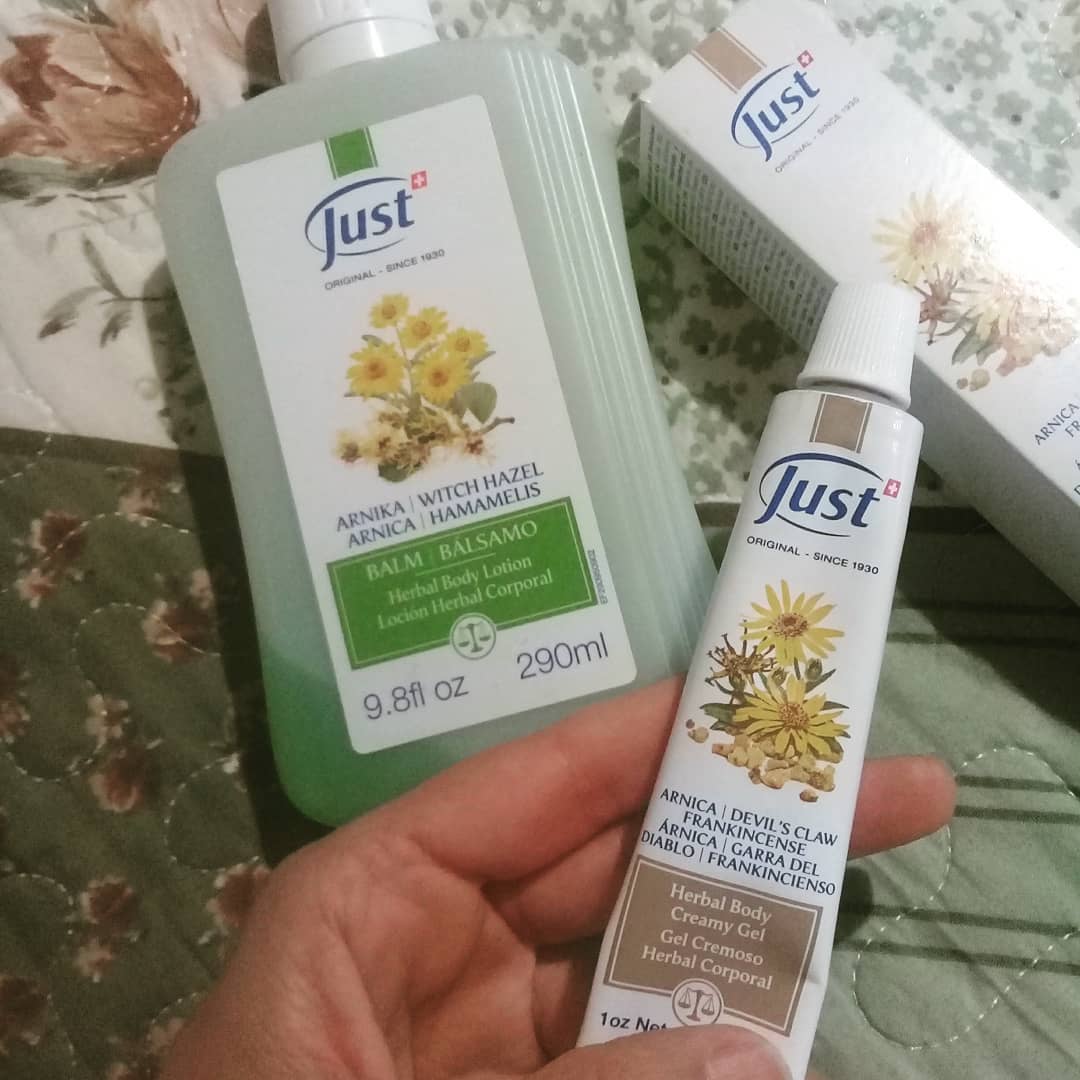 Just
ORIGINAL - SINCE 1930
ARNIKA | WITCH HAZEL
ARNICA | HAMAMELIS
BALM | BÁLSAMO
Herbal Body Lotion
Loción Herbal Corporal
9.8fl oz 290ml
Just
ORIGINAL - SINCE 1930
ARNICA
Just
ORIGINAL - SINCE 1930
ARNICA | DEVIL'S CLAW
FRANKINCENSE
ÁRNICA | GARRA DEL
DIABLO | FRANKINCIENSO
Herbal Body
Creamy Gel
Gel Cremoso
Herbal Corporal
1oz Net